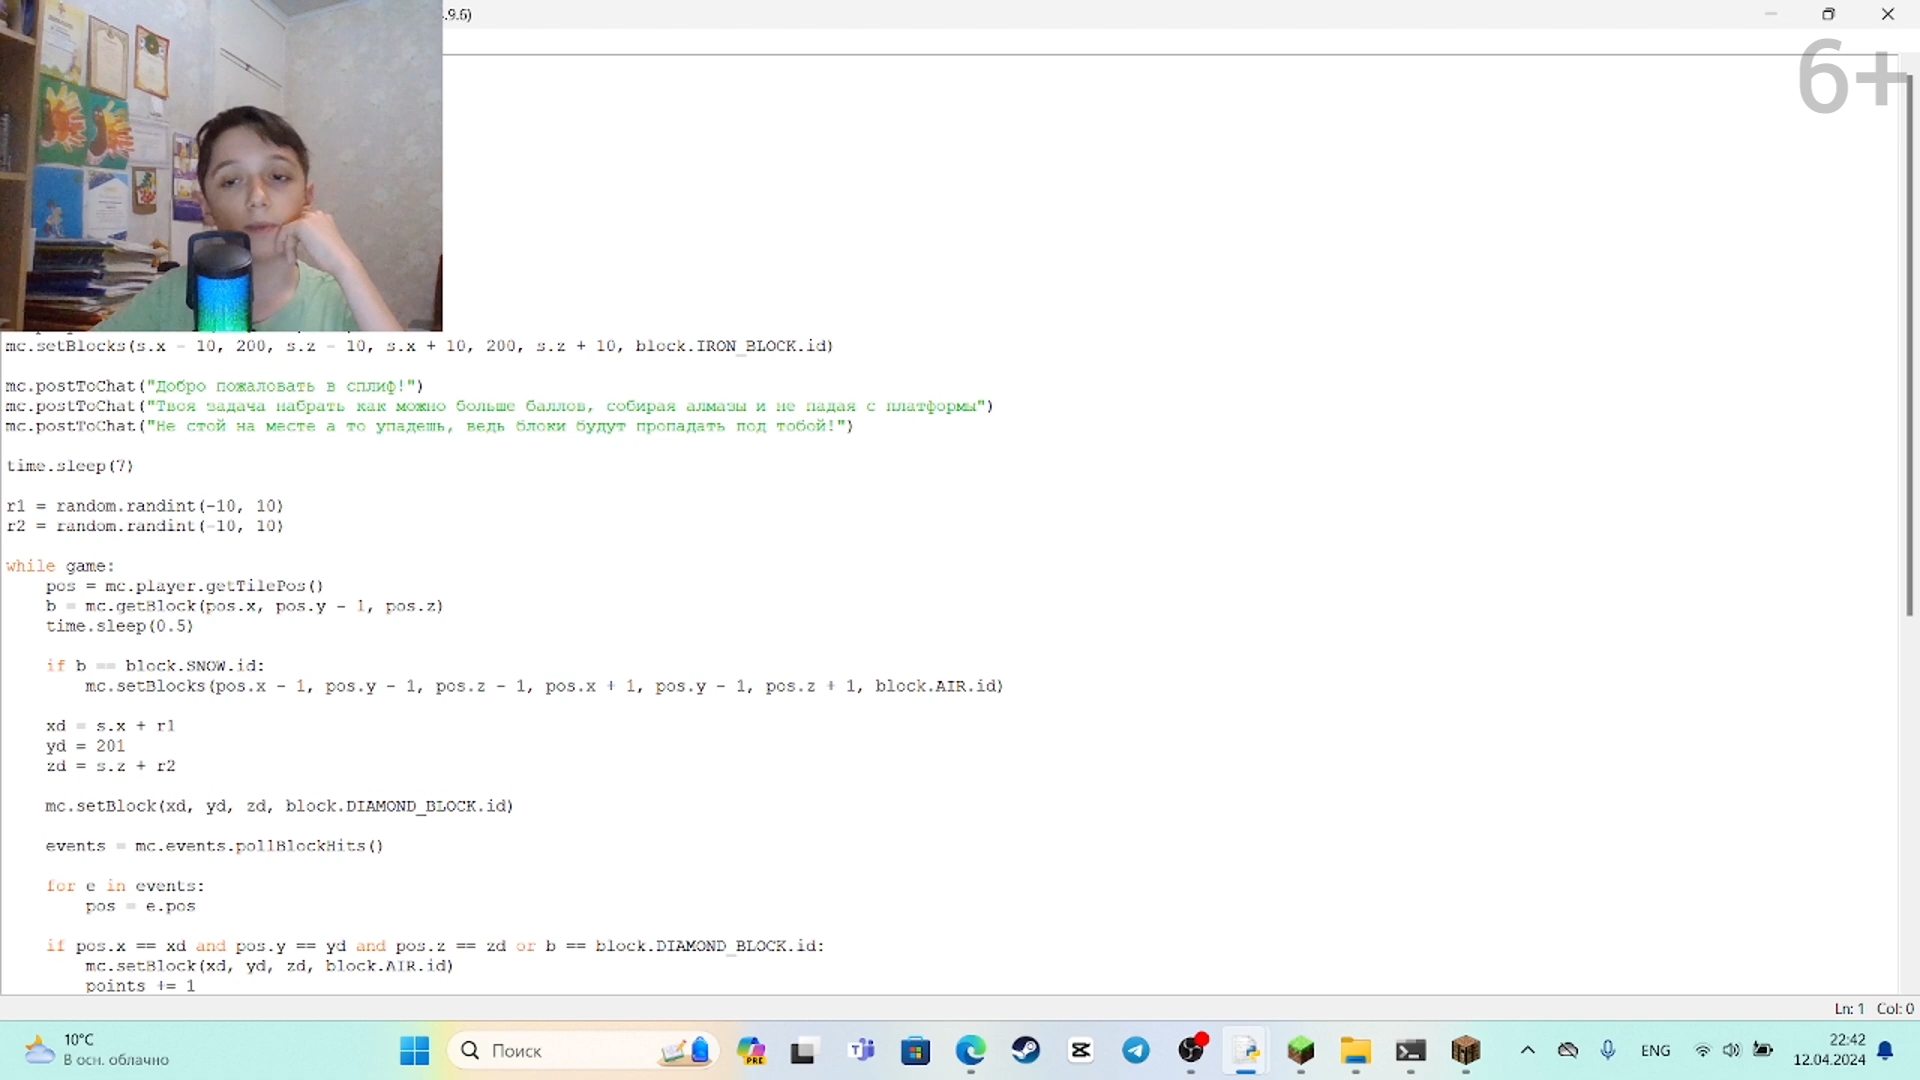 .9.6)
6+
mc.setBlocks(s.x - 10, 200, s.z - 10, s.x + 10, 200, s.z + 10, block.IRON_BLOCK.id)
mc.postToChat("Добро пожаловать в сплиф!")
mc.postToChat("Твоя задача набрать как можно больше баллов, собирая алмазы и не падая с платформы")
mc.postToChat("Не стой на месте а то упадешь, ведь блоки будут пропадать под тобой!")
time.sleep(7)
r1 = random.randint(-10, 10)
r2 = random.randint(-10, 10)
while game:
    pos = mc.player.getTilePos()
    b = mc.getBlock(pos.x, pos.y - 1, pos.z)
    time.sleep(0.5)
    if b == block.SNOW.id:
        mc.setBlocks(pos.x - 1, pos.y - 1, pos.z - 1, pos.x + 1, pos.y - 1, pos.z + 1, block.AIR.id)
    xd = s.x + r1
    yd = 201
    zd = s.z + r2
    mc.setBlock(xd, yd, zd, block.DIAMOND_BLOCK.id)
    events = mc.events.pollBlockHits()
    for e in events:
        pos = e.pos
    if pos.x == xd and pos.y == yd and pos.z == zd or b == block.DIAMOND_BLOCK.id:
        mc.setBlock(xd, yd, zd, block.AIR.id)
        points += 1
Ln: 1 Col: 0
10°C
В осн. облачно
Поиск
PRE
ENG
22:42
12.04.2024